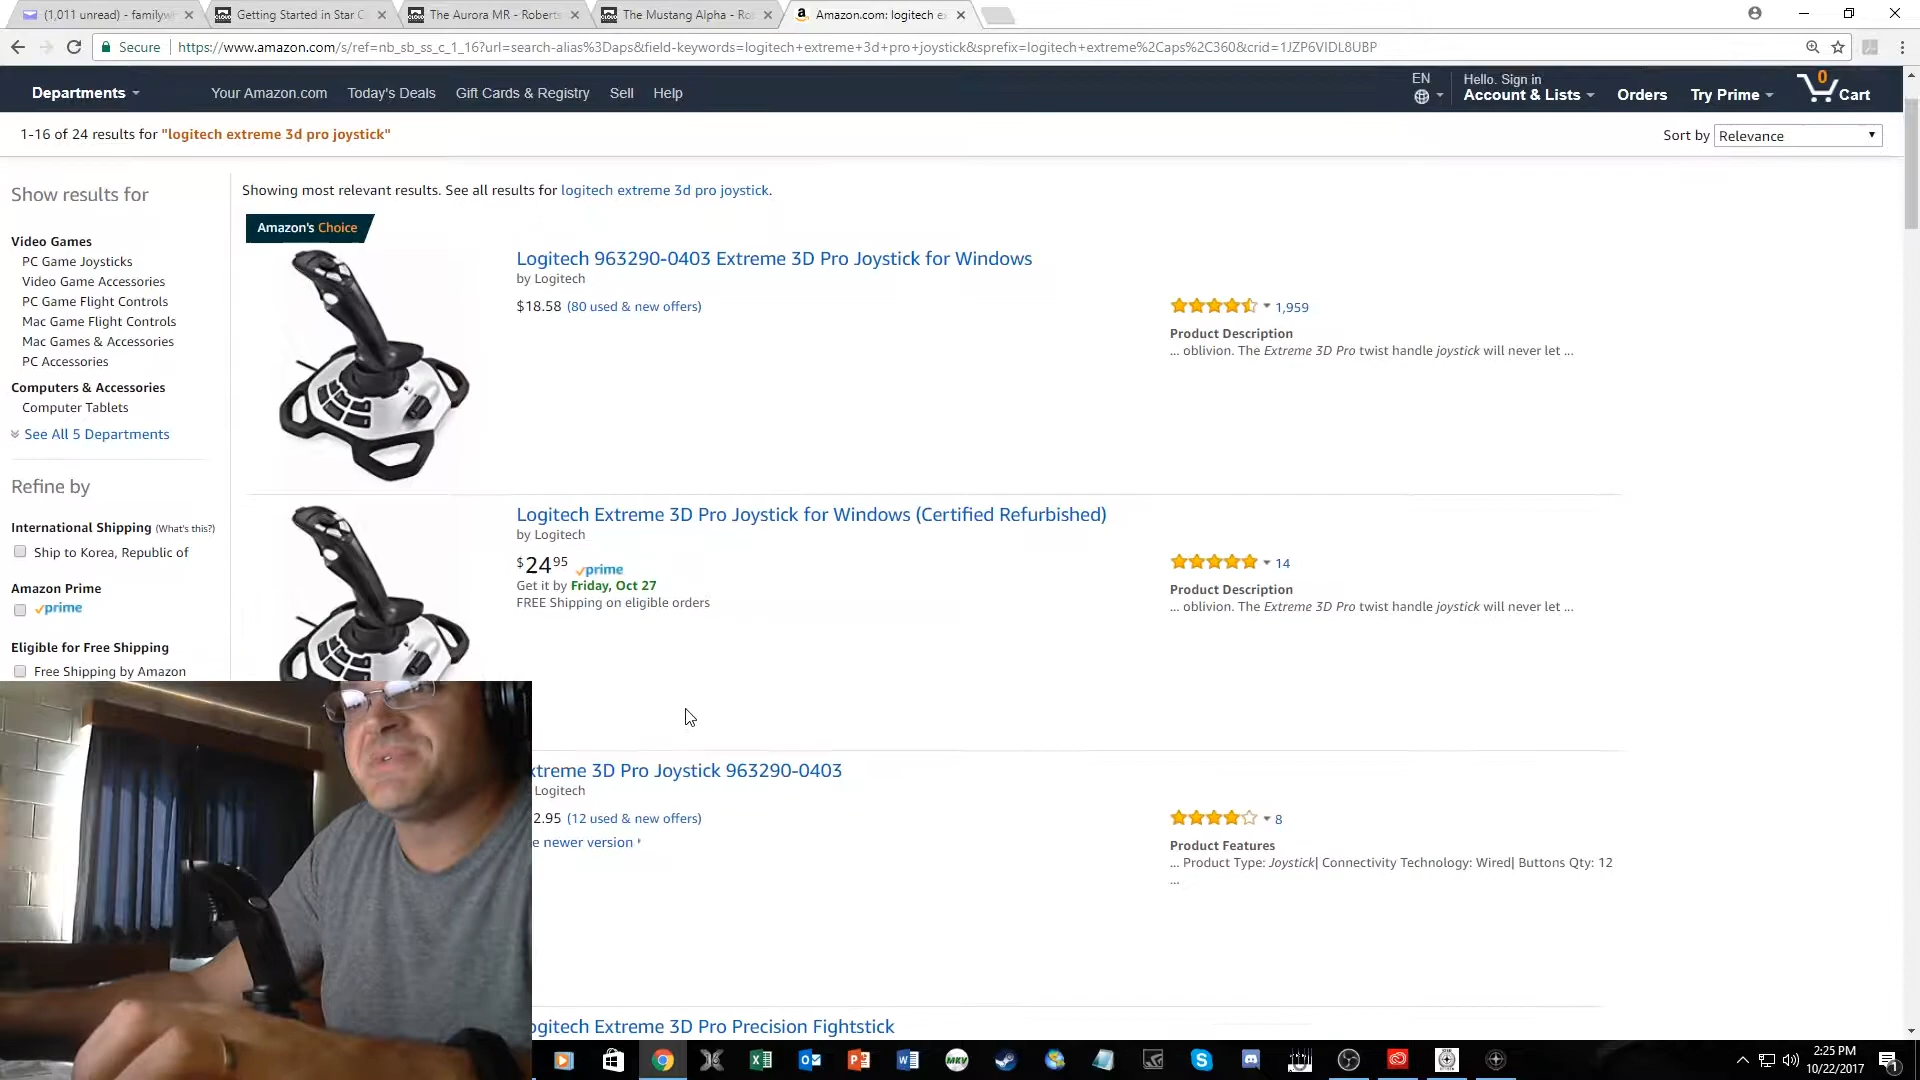 (1,011 unread) - familyw
Getting Started in Star C
The Aurora MR - Roberts
The Mustang Alpha - Ro
Amazon.com: logitech e
Secure
https://www.amazon.com/s/ref=nb_sb_ss_c_1_16?url=search-alias%3Daps&field-keywords=logitech+extreme+3d+pro+joystick&sprefix=logitech+extreme%2Caps%2C360&crid=1JZP6VIDL8UBP
Departments
Your Amazon.com
Today's Deals
Gift Cards & Registry
Sell
Help
EN
Hello. Sign in
Account & Lists
Orders
Try Prime
0
Cart
1-16 of 24 results for "logitech extreme 3d pro joystick"
Sort by
Relevance
Show results for
Video Games
PC Game Joysticks
Video Game Accessories
PC Game Flight Controls
Mac Game Flight Controls
Mac Games & Accessories
PC Accessories
Computers & Accessories
Computer Tablets
See All 5 Departments
Refine by
International Shipping (What's this?)
Ship to Korea, Republic of
Amazon Prime
prime
Eligible for Free Shipping
Free Shipping by Amazon
Showing most relevant results. See all results for logitech extreme 3d pro joystick.
Amazon's Choice
Logitech 963290-0403 Extreme 3D Pro Joystick for Windows
by Logitech
$18.58 (80 used & new offers)
1,959
Product Description
... oblivion. The Extreme 3D Pro twist handle joystick will never let ...
Logitech Extreme 3D Pro Joystick for Windows (Certified Refurbished)
by Logitech
$24 95 prime
Get it by Friday, Oct 27
FREE Shipping on eligible orders
14
Product Description
... oblivion. The Extreme 3D Pro twist handle joystick will never let ...
xtreme 3D Pro Joystick 963290-0403
Logitech
2.95 (12 used & new offers)
e newer version
8
Product Features
... Product Type: Joystick| Connectivity Technology: Wired| Buttons Qty: 12
...
ogitech Extreme 3D Pro Precision Fightstick
MKV
2:25 PM
10/22/2017
1